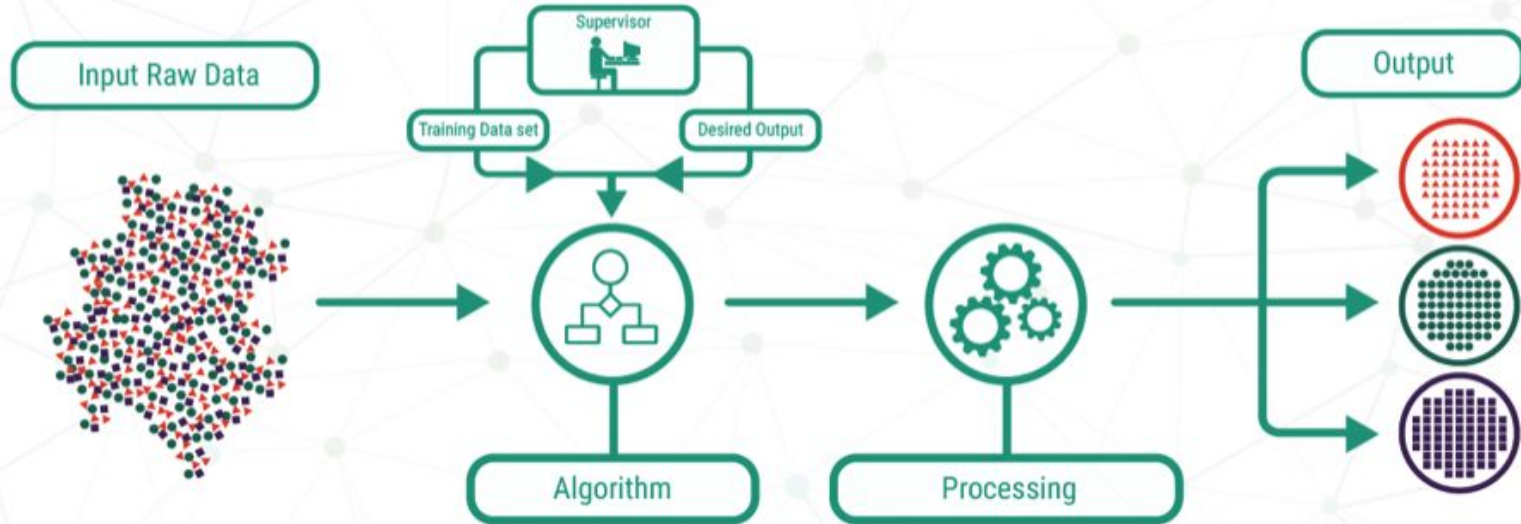 Input Raw Data
Supervisor
Training Data set
Desired Output
Algorithm
Processing
Output